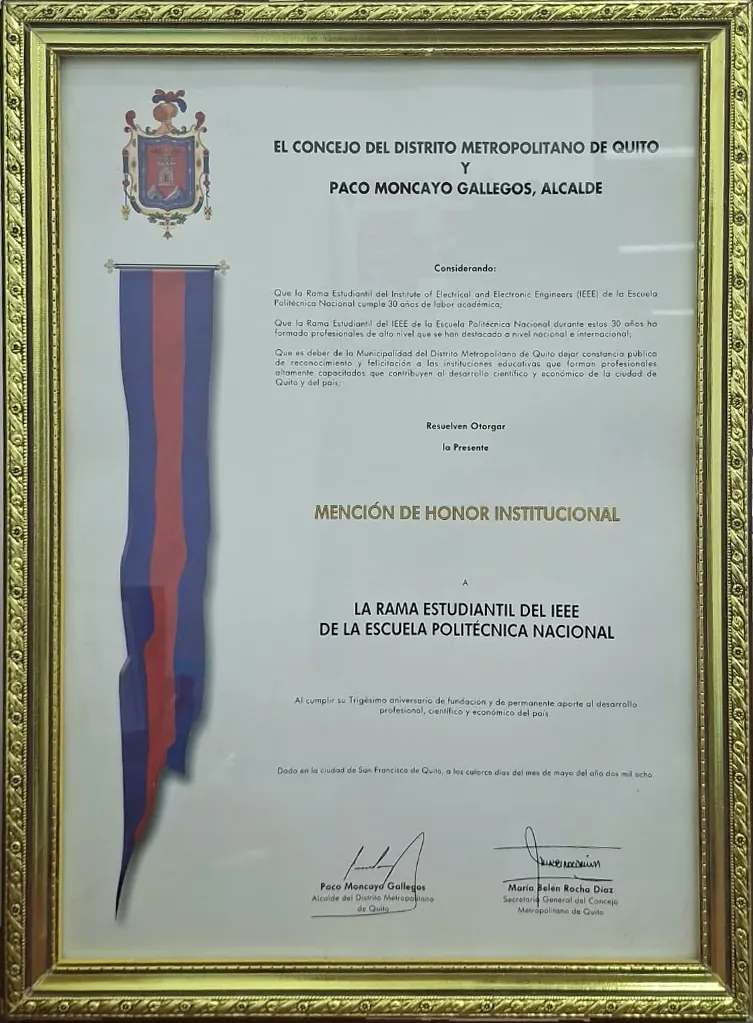 EL CONCEJO DEL DISTRITO METROPOLITANO DE QUITO
Y
PACO MONCAYO GALLEGOS, ALCALDE
Considerando:
Que la Rama Estudiantil del Institute of Electrical and Electronic Engineers (IEEE) de la Escuela
Politécnica Nacional cumple 30 años de labor académica;
Que la Rama Estudiantil del IEEE de la Escuela Politécnica Nacional durante estos 30 años ha
formado profesionales de alto nivel que se han destacado a nivel nacional e internacional;
Que es deber de la Municipalidad del Distrito Metropolitano de Quito dejar constancia pública
de reconocimiento y felicitación a las instituciones educativas que forman profesionales
altamente capacitados que contribuyen al desarrollo científico y económico de la ciudad de
Quito y del país;
Resuelven Otorgar
la Presente
MENCIÓN DE HONOR INSTITUCIONAL
A
LA RAMA ESTUDIANTIL DEL IEEE
DE LA ESCUELA POLITÉCNICA NACIONAL
Al cumplir su Trigésimo aniversario de fundación y de permanente aporte al desarrollo
profesional, científico y económico del país.
Dado en la ciudad de San Francisco de Quito, a los catorce días del mes de mayo del año dos mil ocho.
Paco Moncayo Gallegos
Alcalde del Distrito Metropolitano
de Quito
María Belén Rocha Díaz
Secretaria General del Concejo
Metropolitano de Quito